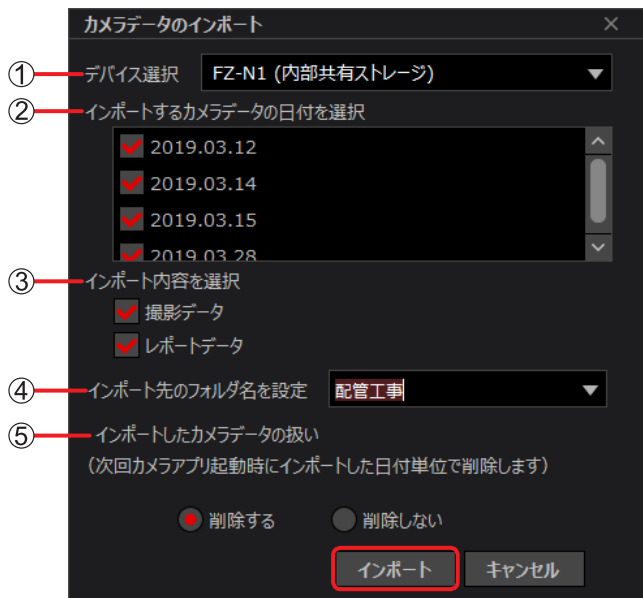 カメラデータのインポート
① デバイス選択 FZ-N1 (内部共有ストレージ)
② インポートするカメラデータの日付を選択
2019.03.12
2019.03.14
2019.03.15
2019.03.28
③ インポート内容を選択
撮影データ
レポートデータ
④ インポート先のフォルダ名を設定 配管工事
⑤ インポートしたカメラデータの扱い
(次回カメラアプリ起動時にインポートした日付単位で削除します)
削除する 削除しない
インポート キャンセル